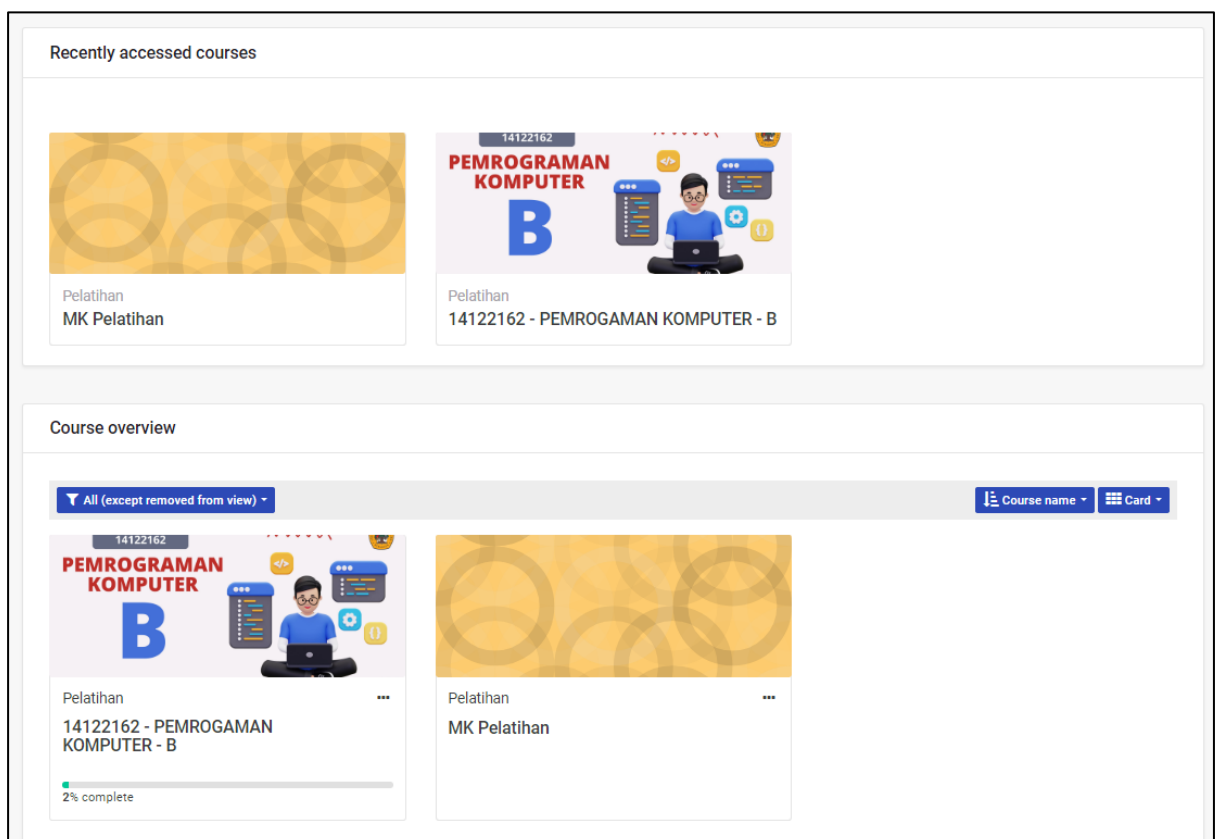 Recently accessed courses
14122162
PEMROGRAMAN
KOMPUTER
B
Pelatihan
MK Pelatihan
Pelatihan
14122162 - PEMROGAMAN KOMPUTER - B
Course overview
All (except removed from view)
Course name
Card
14122162
PEMROGRAMAN
KOMPUTER
B
Pelatihan
14122162 - PEMROGAMAN
KOMPUTER - B
2% complete
Pelatihan
MK Pelatihan